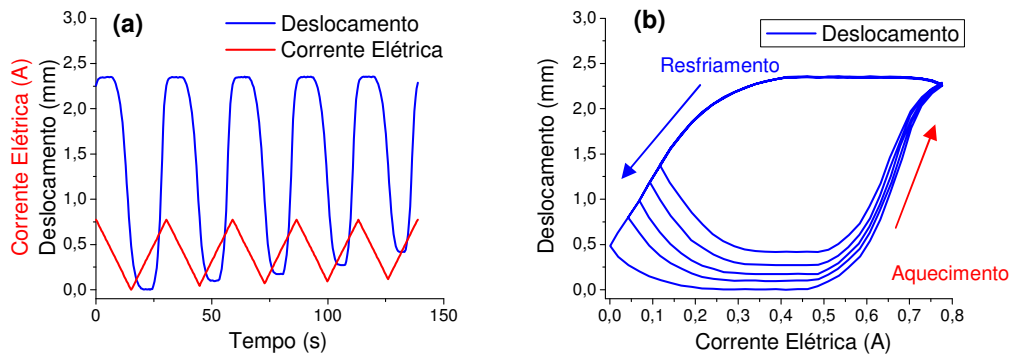 (a)
Deslocamento
Corrente Elétrica
Corrente Elétrica (A)
Deslocamento (mm)
3,0
2,5
2,0
1,5
1,0
0,5
0,0
0
50
100
150
Tempo (s)
(b)
Deslocamento
Resfriamento
Aquecimento
Deslocamento (mm)
3,0
2,5
2,0
1,5
1,0
0,5
0,0
0,0
0,1
0,2
0,3
0,4
0,5
0,6
0,7
0,8
Corrente Elétrica (A)